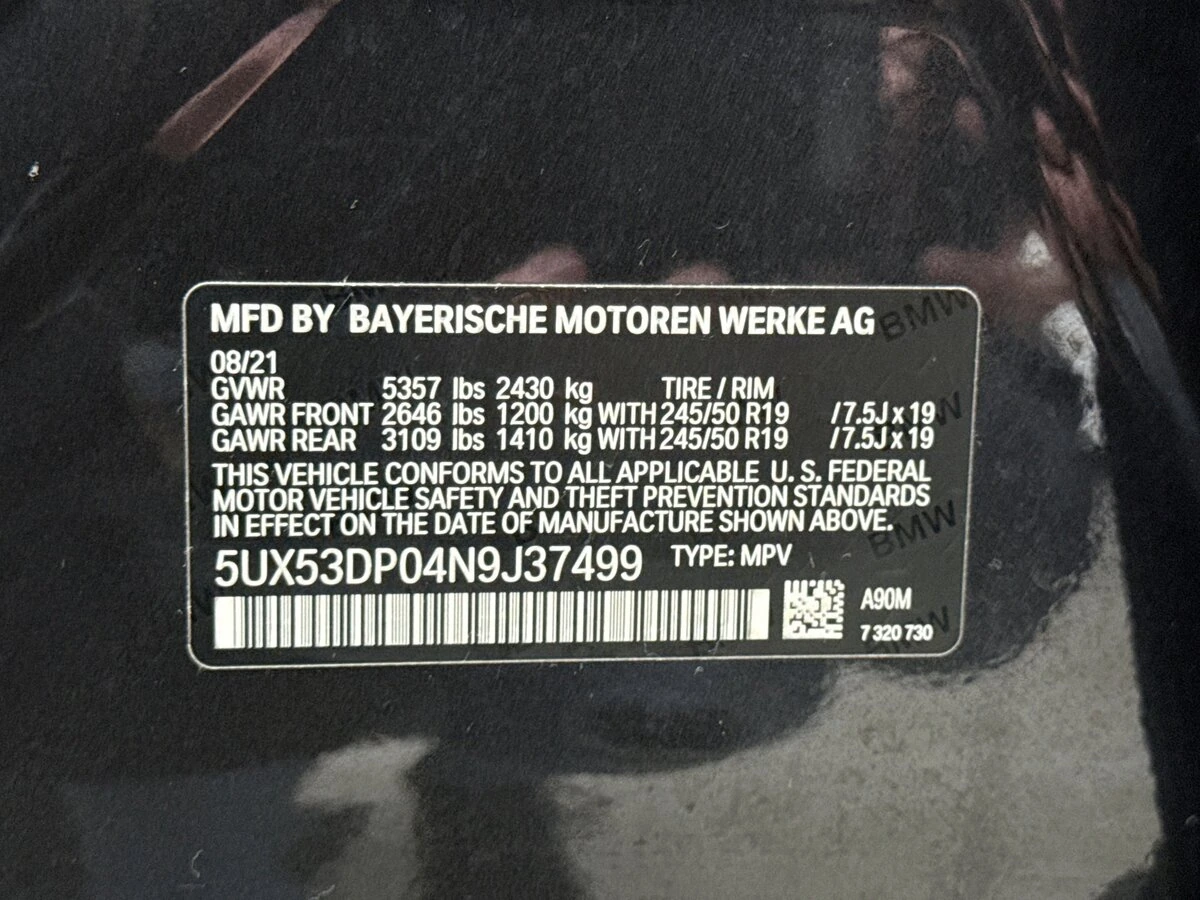 MFD BY BAYERISCHE MOTOREN WERKE AG
08/21
GVWR 5357 lbs 2430 kg TIRE / RIM
GAWR FRONT 2646 lbs 1200 kg WITH 245/50 R19 /7.5J x 19
GAWR REAR 3109 lbs 1410 kg WITH 245/50 R19 /7.5J x 19
THIS VEHICLE CONFORMS TO ALL APPLICABLE U. S. FEDERAL
MOTOR VEHICLE SAFETY AND THEFT PREVENTION STANDARDS
IN EFFECT ON THE DATE OF MANUFACTURE SHOWN ABOVE.
5UX53DP04N9J37499 TYPE: MPV
A90M
7 320 730
BMW
BMW
BMW